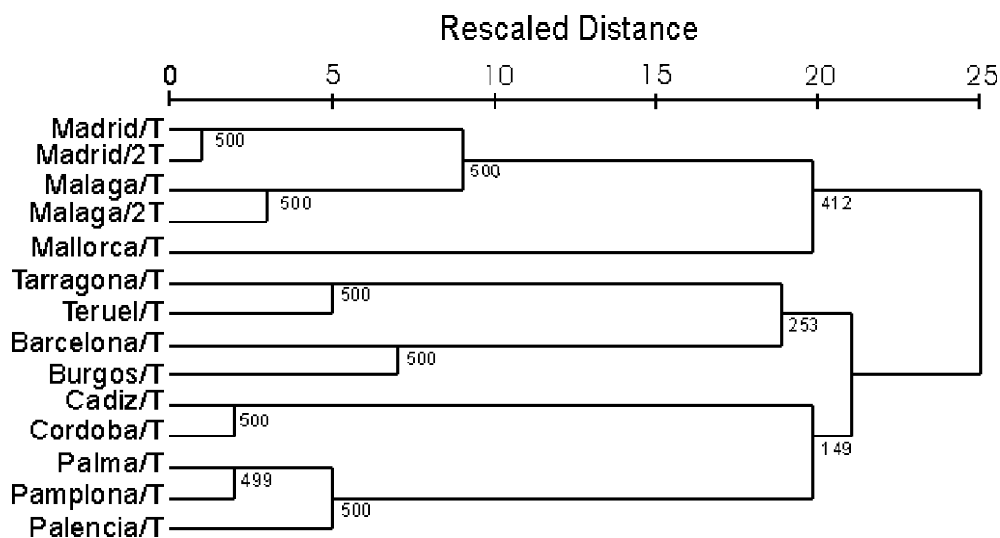 Rescaled Distance
0 5 10 15 20 25
Madrid/T
500
Madrid/2T
500
Malaga/T
500
Malaga/2T
412
Mallorca/T
Tarragona/T
500
Teruel/T
253
Barcelona/T
500
Burgos/T
Cadiz/T
500
Cordoba/T
149
Palma/T
499
Pamplona/T
500
Palencia/T